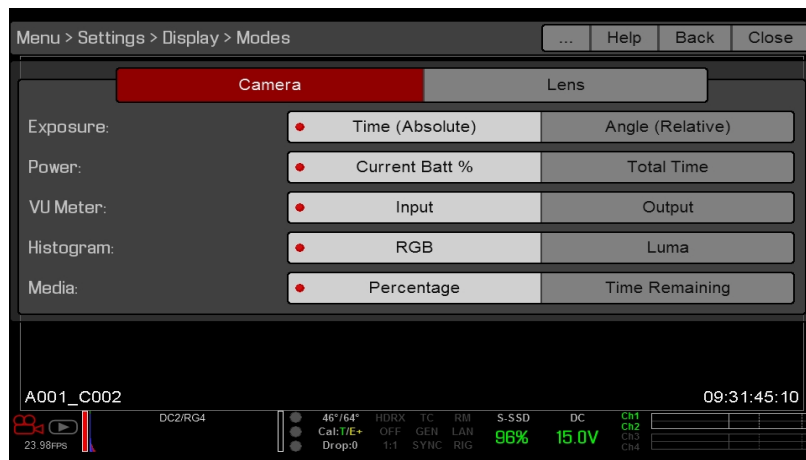 Menu > Settings > Display > Modes ... Help Back Close
Camera Lens
Exposure: Time (Absolute) Angle (Relative)
Power: Current Batt % Total Time
VU Meter: Input Output
Histogram: RGB Luma
Media: Percentage Time Remaining
A001_C002 09:31:45:10
DC2/RG4 46°/64° HDRX TC RM S-SSD DC Ch1
Cal:T/E+ OFF GEN LAN 96% 15.0V Ch2
23.98FPS Drop:0 1:1 SYNC RIG Ch3
Ch4